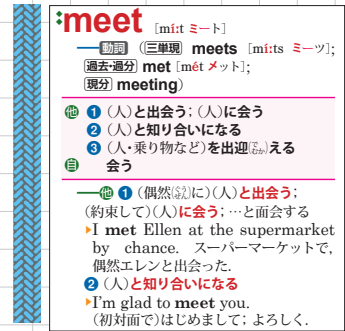 *meet [míːt ミート]
—動詞 (三単現 meets [míːts ミーツ];
過去・過分 met [mét メット];
現分 meeting)
他 ❶ (人)と出会う; (人)に会う
❷ (人)と知り合いになる
❸ (人・乗り物など)を出迎(でむか)える
自 会う
—他 ❶ (偶然(ぐうぜん)に)(人)と出会う;
(約束して)(人)に会う; …と面会する
▸I met Ellen at the supermarket
by chance. スーパーマーケットで,
偶然エレンと出会った.
❷ (人)と知り合いになる
▸I'm glad to meet you.
(初対面で)はじめまして; よろしく.